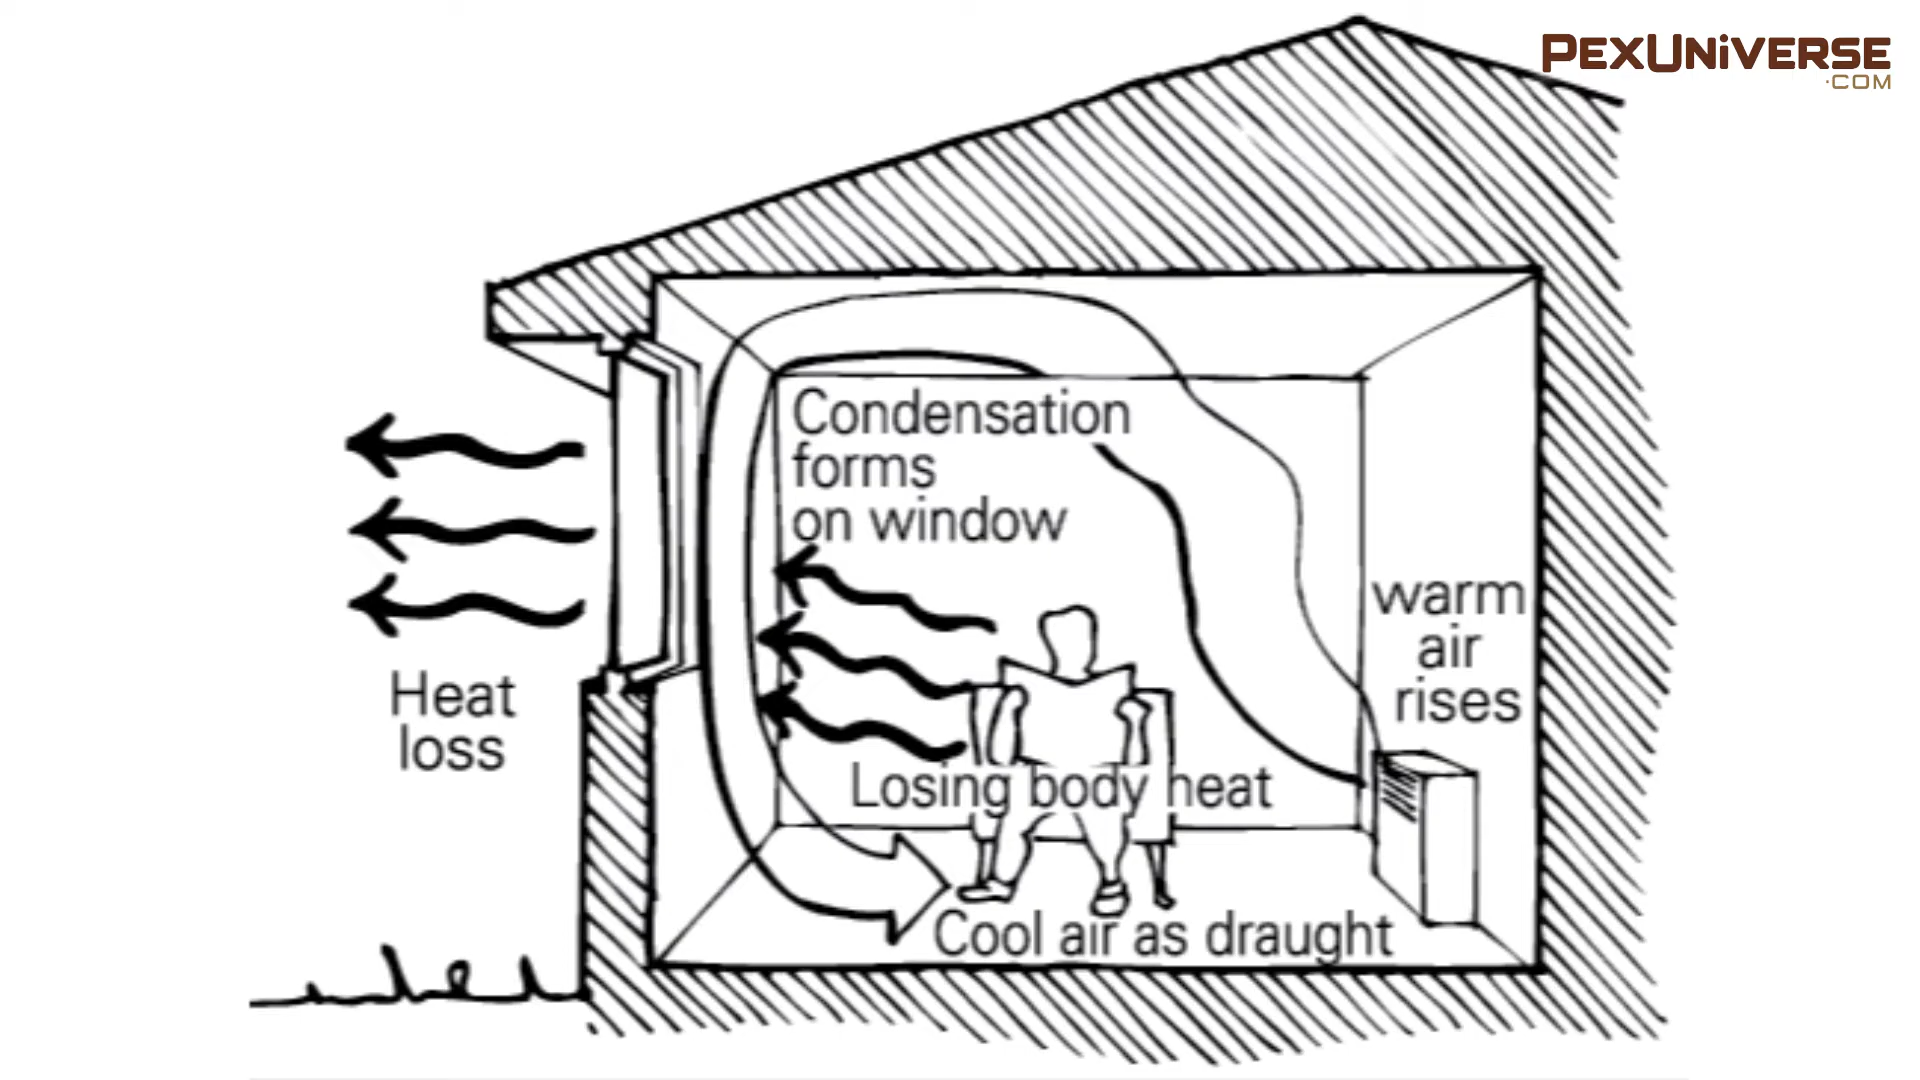 PEXUNiVERSE
.COM
Condensation
forms
on window
warm
air
rises
Heat
loss
Losing body heat
Cool air as draught